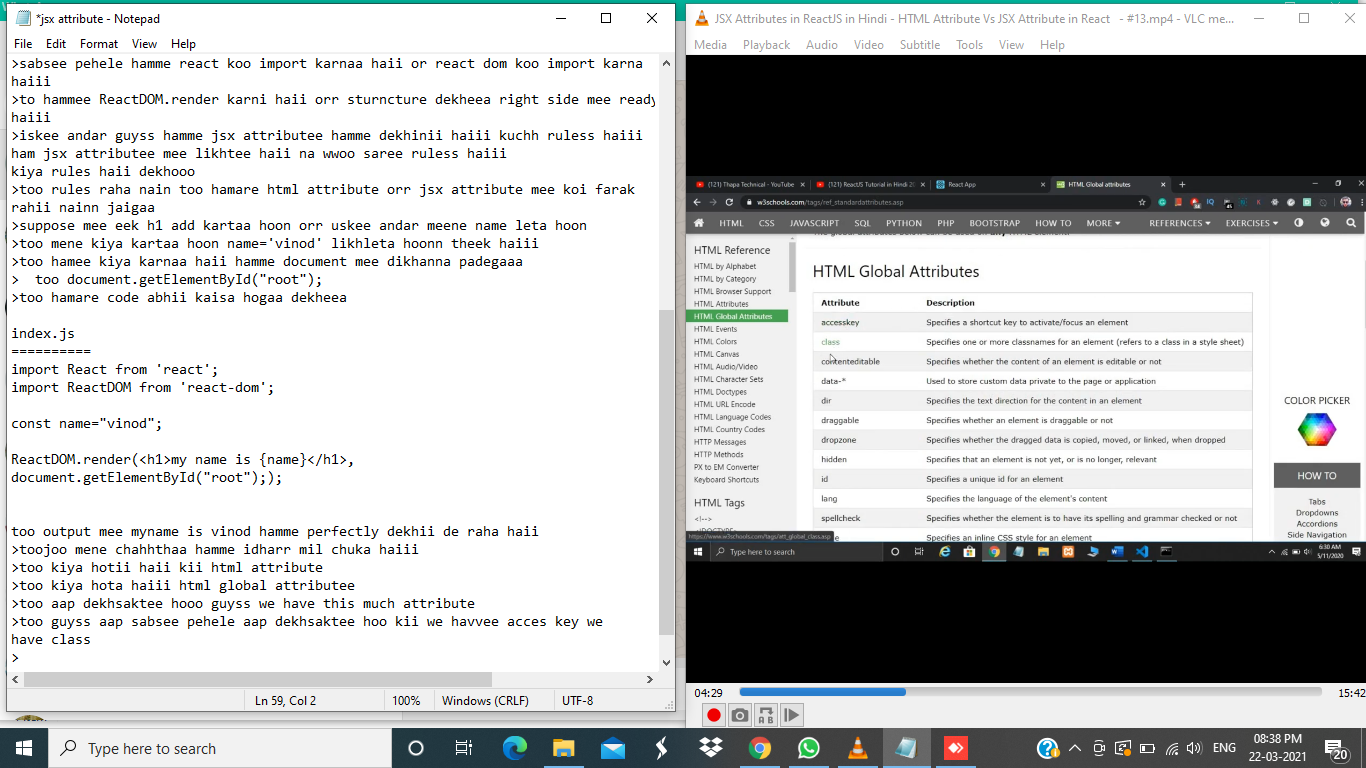 *jsx attribute - Notepad
File Edit Format View Help
>sabsee pehele hamme react koo import karnaa haii or react dom koo import karna
haiii
>to hammee ReactDOM.render karni haii orr sturncture dekheea right side mee ready
haiii
>iskee andar guyss hamme jsx attributee hamme dekhinii haiii kuchh ruless haiii
ham jsx attributee mee likhtee haii na wwoo saree ruless haiii
kiya rules haii dekhooo
>too rules raha nain too hamare html attribute orr jsx attribute mee koi farak
rahii nainn jaigaa
>suppose mee eek h1 add kartaa hoon orr uskee andar meene name leta hoon
>too mene kiya kartaa hoon name='vinod' likhleta hoonn theek haiii
>too hamee kiya karnaa haii hamme document mee dikhanna padegaaa
>  too document.getElementById("root");
>too hamare code abhii kaisa hogaa dekheea
index.js
==========
import React from 'react';
import ReactDOM from 'react-dom';
const name="vinod";
ReactDOM.render(<h1>my name is {name}</h1>,
document.getElementById("root"););
too output mee myname is vinod hamme perfectly dekhii de raha haii
>toojoo mene chahhthaa hamme idharr mil chuka haiii
>too kiya hotii haii kii html attribute
>too kiya hota haiii html global attributee
>too aap dekhsaktee hooo guyss we have this much attribute
>too guyss aap sabsee pehele aap dekhsaktee hoo kii we havvee acces key we
have class
>
Ln 59, Col 2 100% Windows (CRLF) UTF-8
JSX Attributes in ReactJS in Hindi - HTML Attribute Vs JSX Attribute in React - #13.mp4 - VLC me...
Media Playback Audio Video Subtitle Tools View Help
(121) Thapa Technical - YouTube (121) ReactJS Tutorial in Hindi 2 React App HTML Global attributes
w3schools.com/tags/ref_standardattributes.asp
HTML CSS JAVASCRIPT SQL PYTHON PHP BOOTSTRAP HOW TO MORE REFERENCES EXERCISES
HTML Reference
HTML by Alphabet
HTML by Category
HTML Browser Support
HTML Attributes
HTML Global Attributes
HTML Events
HTML Colors
HTML Canvas
HTML Audio/Video
HTML Character Sets
HTML Doctypes
HTML URL Encode
HTML Language Codes
HTML Country Codes
HTTP Messages
HTTP Methods
PX to EM Converter
Keyboard Shortcuts
HTML Tags
<!-->
HTML Global Attributes
Attribute Description
accesskey Specifies a shortcut key to activate/focus an element
class Specifies one or more classnames for an element (refers to a class in a style sheet)
contenteditable Specifies whether the content of an element is editable or not
data-* Used to store custom data private to the page or application
dir Specifies the text direction for the content in an element
draggable Specifies whether an element is draggable or not
dropzone Specifies whether the dragged data is copied, moved, or linked, when dropped
hidden Specifies that an element is not yet, or is no longer, relevant
id Specifies a unique id for an element
lang Specifies the language of the element's content
spellcheck Specifies whether the element is to have its spelling and grammar checked or not
Specifies an inline CSS style for an element
https://www.w3schools.com/tags/att_global_class.asp
COLOR PICKER
HOW TO
Tabs
Dropdowns
Accordions
Side Navigation
Type here to search
6:30 AM
5/11/2020
04:29 15:42
Type here to search
ENG
08:38 PM
22-03-2021
20